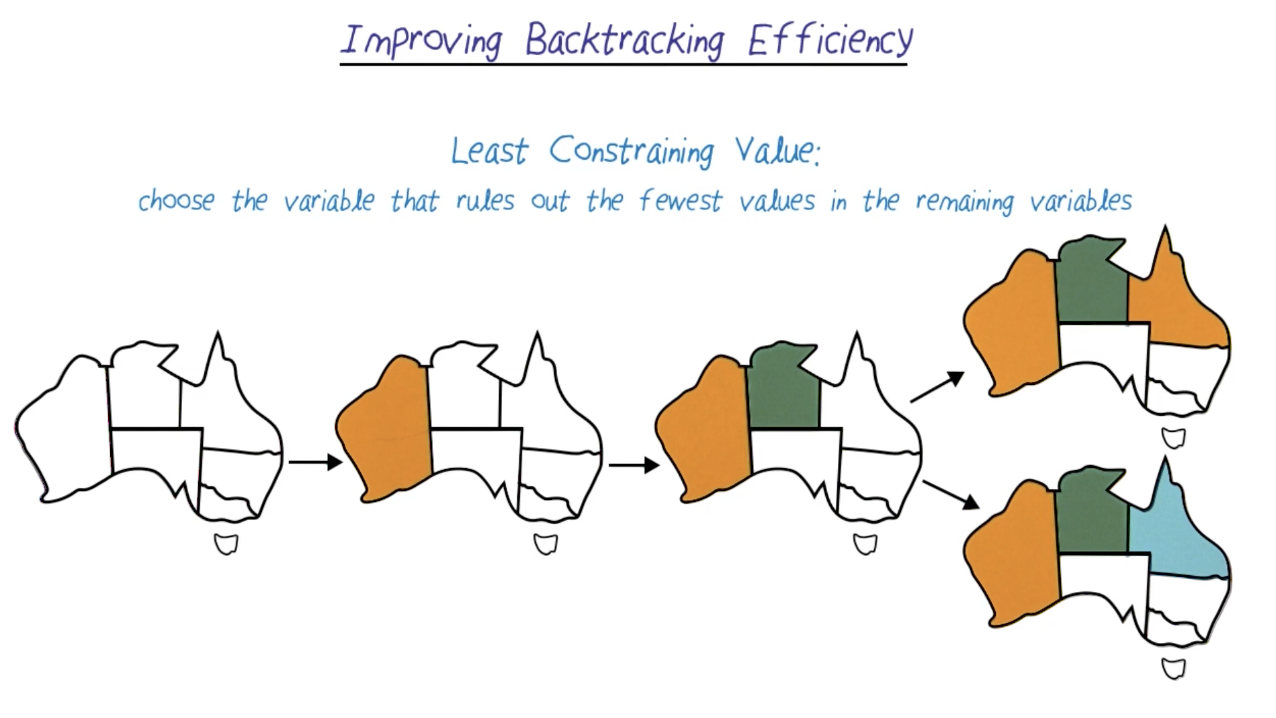 Improving Backtracking Efficiency
Least Constraining Value:
choose the variable that rules out the fewest values in the remaining variables